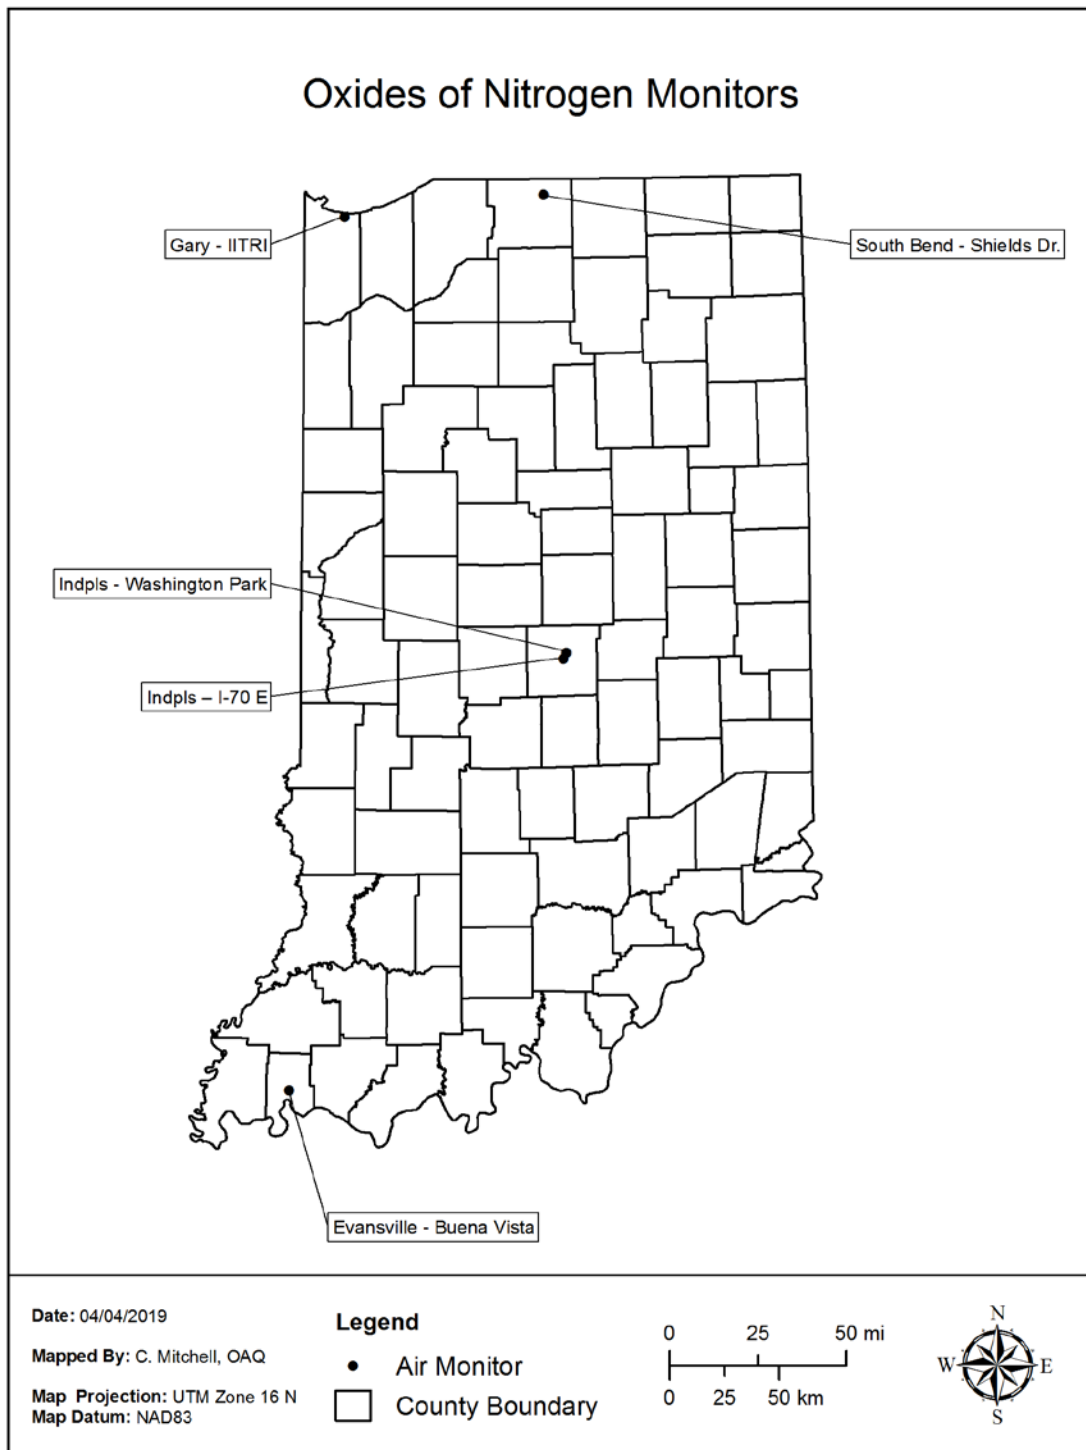 Oxides of Nitrogen Monitors
Gary - IITRI
South Bend - Shields Dr.
Indpls - Washington Park
Indpls – I-70 E
Evansville - Buena Vista
Date: 04/04/2019
Mapped By: C. Mitchell, OAQ
Map Projection: UTM Zone 16 N
Map Datum: NAD83
Legend
Air Monitor
County Boundary
0 25 50 mi
0 25 50 km
N
W E
S